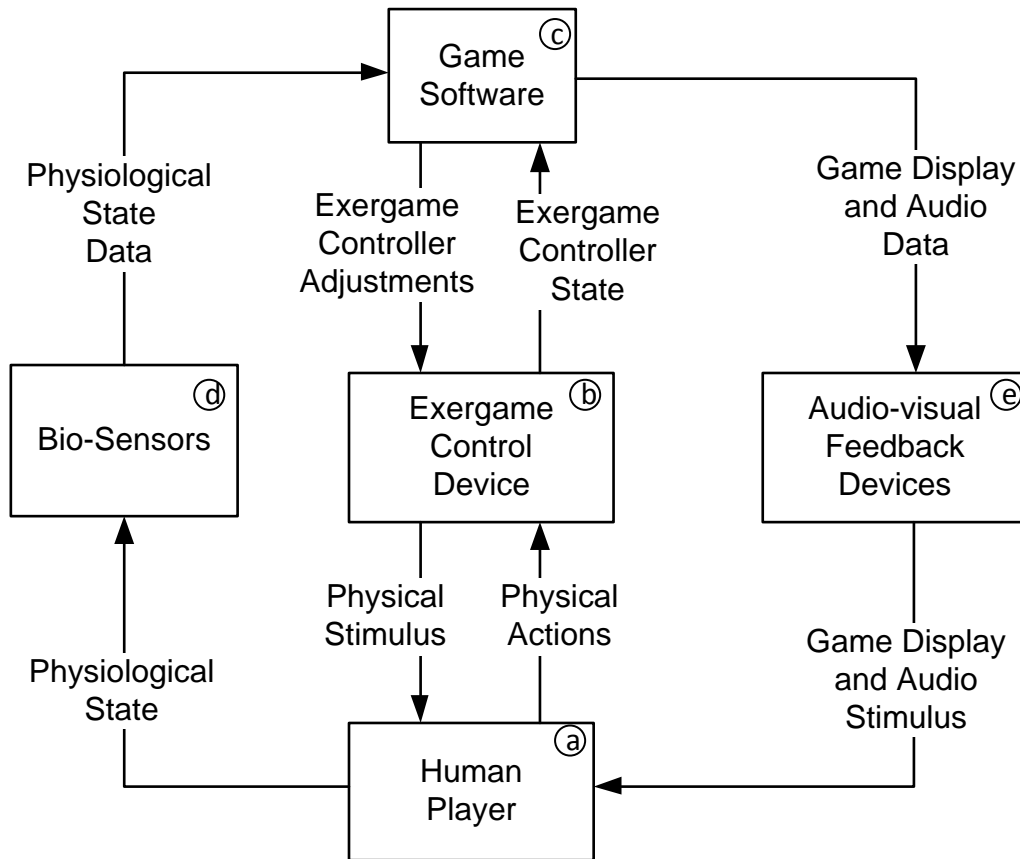 c
Game
Software
Physiological
State
Data
Exergame
Controller
Adjustments
Exergame
Controller
State
Game Display
and Audio
Data
d
Bio-Sensors
b
Exergame
Control
Device
e
Audio-visual
Feedback
Devices
Physiological
State
Physical
Stimulus
Physical
Actions
Game Display
and Audio
Stimulus
a
Human
Player